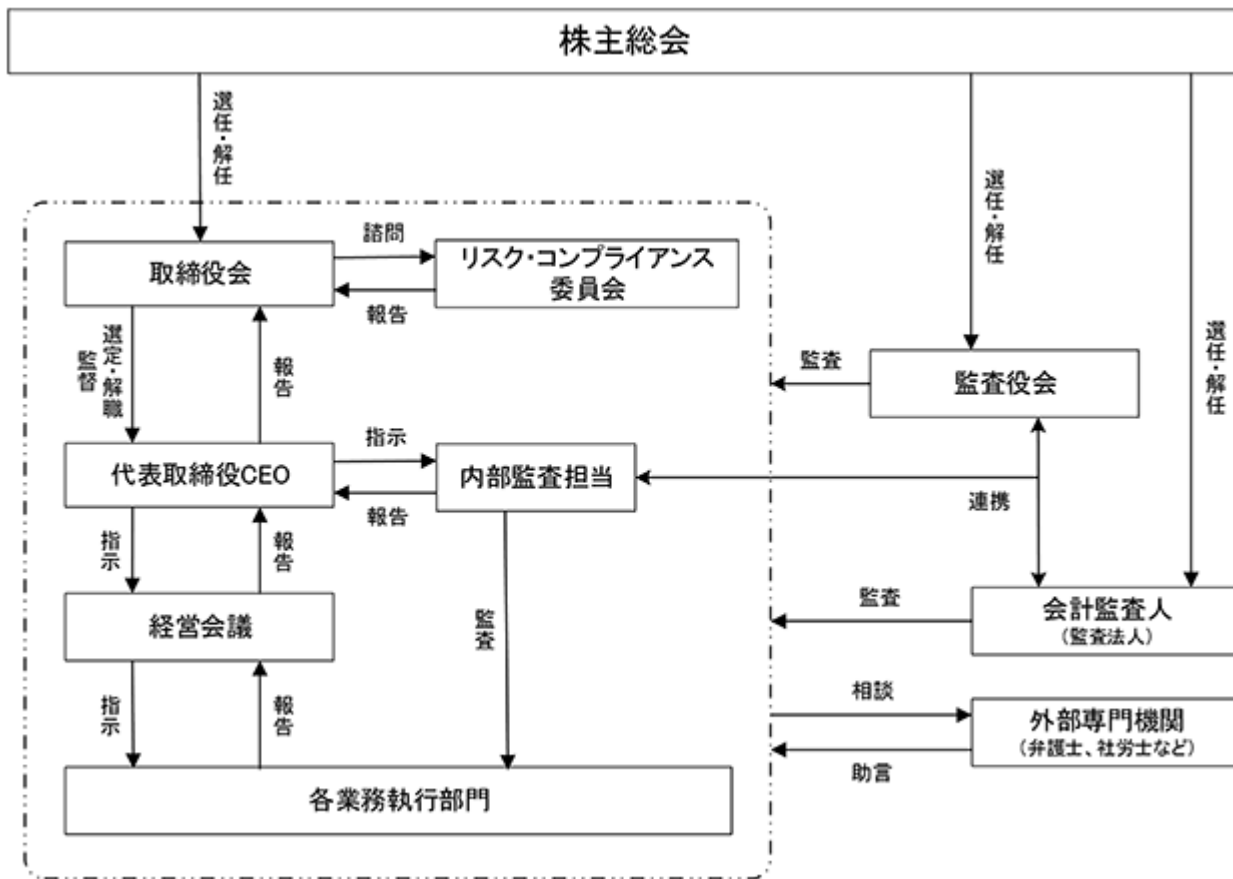 株主総会
選任・解任
選任・解任
選任・解任
取締役会
諮問
報告
リスク・コンプライアンス
委員会
選定・解職
監督
報告
監査
監査役会
代表取締役CEO
指示
報告
内部監査担当
連携
指示
報告
経営会議
監査
監査
会計監査人
(監査法人)
指示
報告
相談
助言
外部専門機関
(弁護士、社労士など)
各業務執行部門